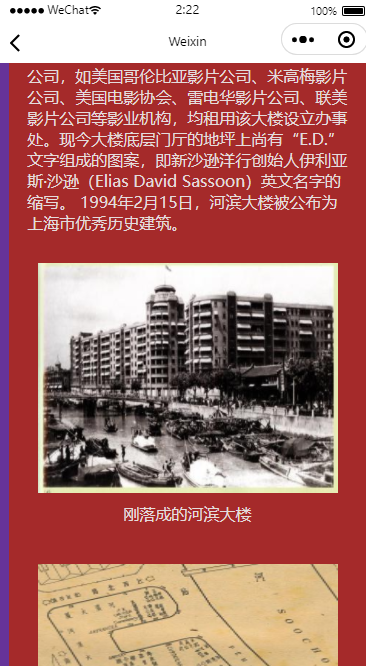 WeChat
2:22
100%
Weixin
公司，如美国哥伦比亚影片公司、米高梅影片
公司、美国电影协会、雷电华影片公司、联美
影片公司等影业机构，均租用该大楼设立办事
处。现今大楼底层门厅的地坪上尚有“E.D.”
文字组成的图案，即新沙逊洋行创始人伊利亚
斯·沙逊（Elias David Sassoon）英文名字的
缩写。 1994年2月15日，河滨大楼被公布为
上海市优秀历史建筑。
刚落成的河滨大楼
河
SOOCHO